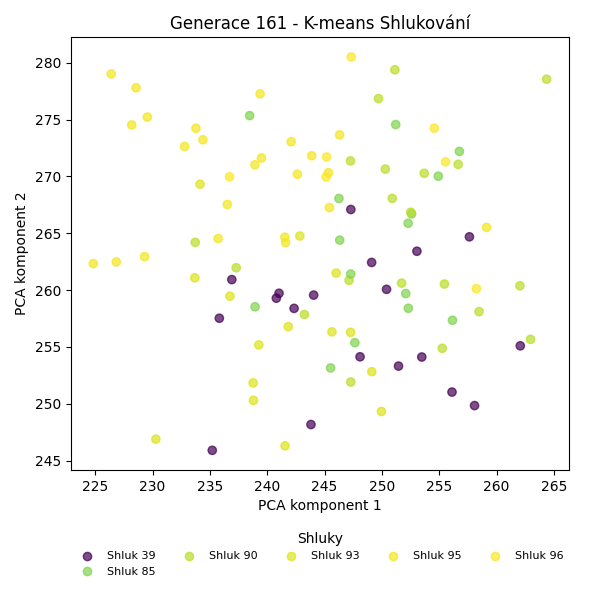 Generace 161 - K-means Shlukování
280
275
270
265
260
255
250
245
PCA komponent 2
225 230 235 240 245 250 255 260 265
PCA komponent 1
Shluky
Shluk 39 Shluk 90 Shluk 93 Shluk 95 Shluk 96
Shluk 85